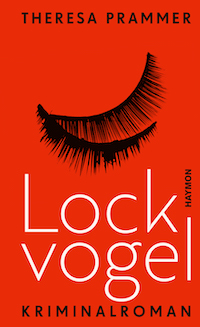 THERESA PRAMMER
HAYMON
Lock
vogel
KRIMINALROMAN